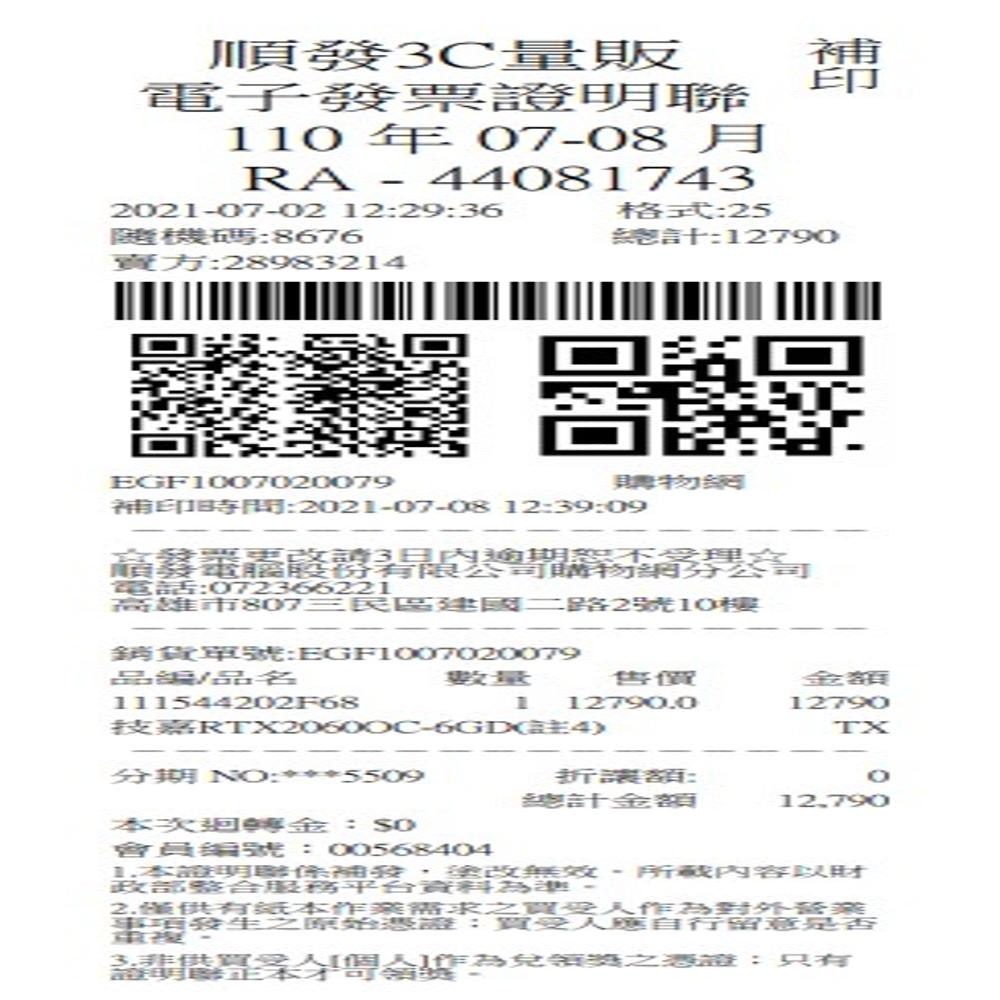 順發3C量販
補印
電子發票證明聯
110 年 07-08 月
RA - 44081743
2021-07-02 12:29:36 格式:25
隨機碼:8676 總計:12790
賣方:28983214
EGF1007020079 購物網
補印時間:2021-07-08 12:39:09
☆發票更改請3日內逾期恕不受理☆
順發電腦股份有限公司購物網分公司
電話:072366221
高雄市807三民區建國二路2號10樓
銷貨單號:EGF1007020079
品編/品名 數量 售價 金額
111544202F68 1 12790.0 12790
技嘉RTX2060OC-6GD(註4) TX
分期 NO:***5509 折讓額: 0
總計金額 12,790
本次迴轉金：$0
會員編號：00568404
1.本證明聯係補發，塗改無效。所載內容以財
政部整合服務平台資料為準。
2.僅供有紙本作業需求之買受人作為對外營業
事項發生之原始憑證；買受人應自行留意是否
重複。
3.非供買受人[個人]作為兌領獎之憑證；只有
證明聯正本才可領獎。